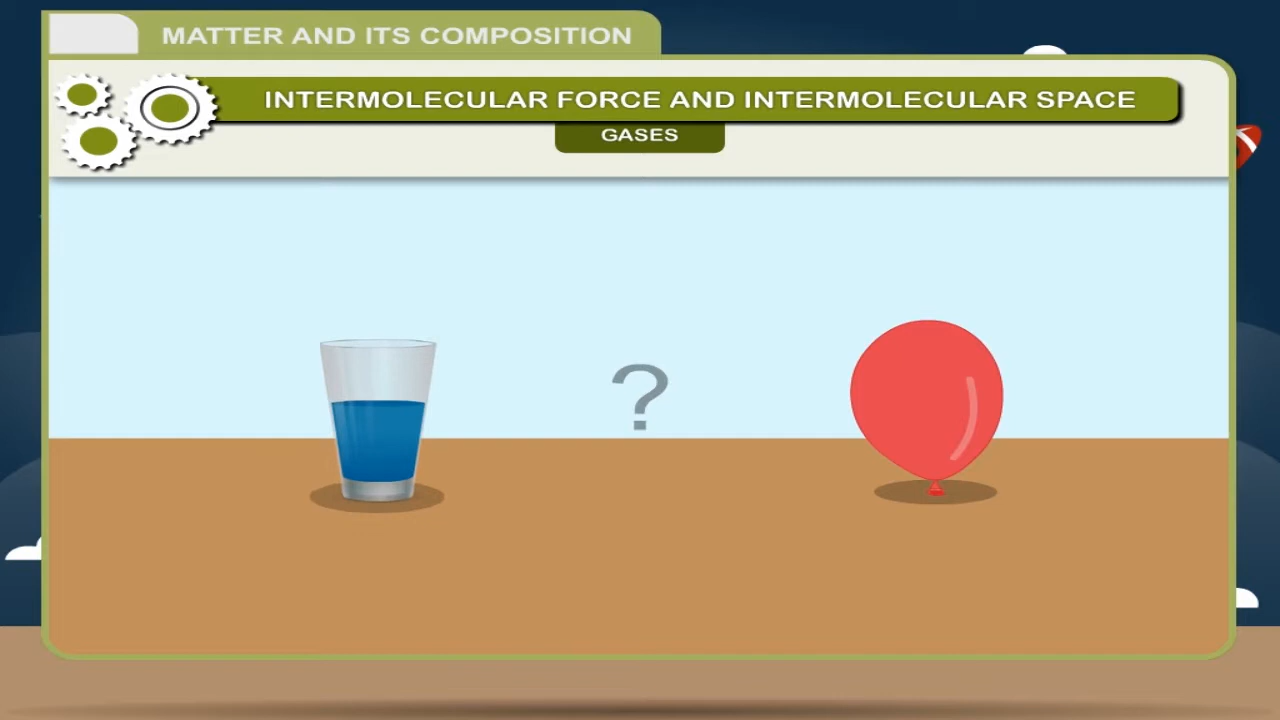 MATTER AND ITS COMPOSITION
INTERMOLECULAR FORCE AND INTERMOLECULAR SPACE
GASES
?